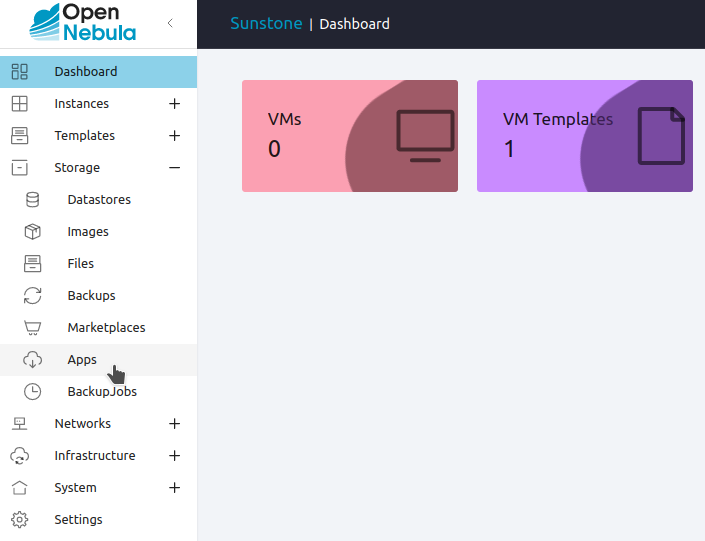 Open
Nebula
Sunstone | Dashboard
Dashboard
Instances
Templates
Storage
Datastores
Images
Files
Backups
Marketplaces
Apps
BackupJobs
Networks
Infrastructure
System
Settings
VMs
0
VM Templates
1